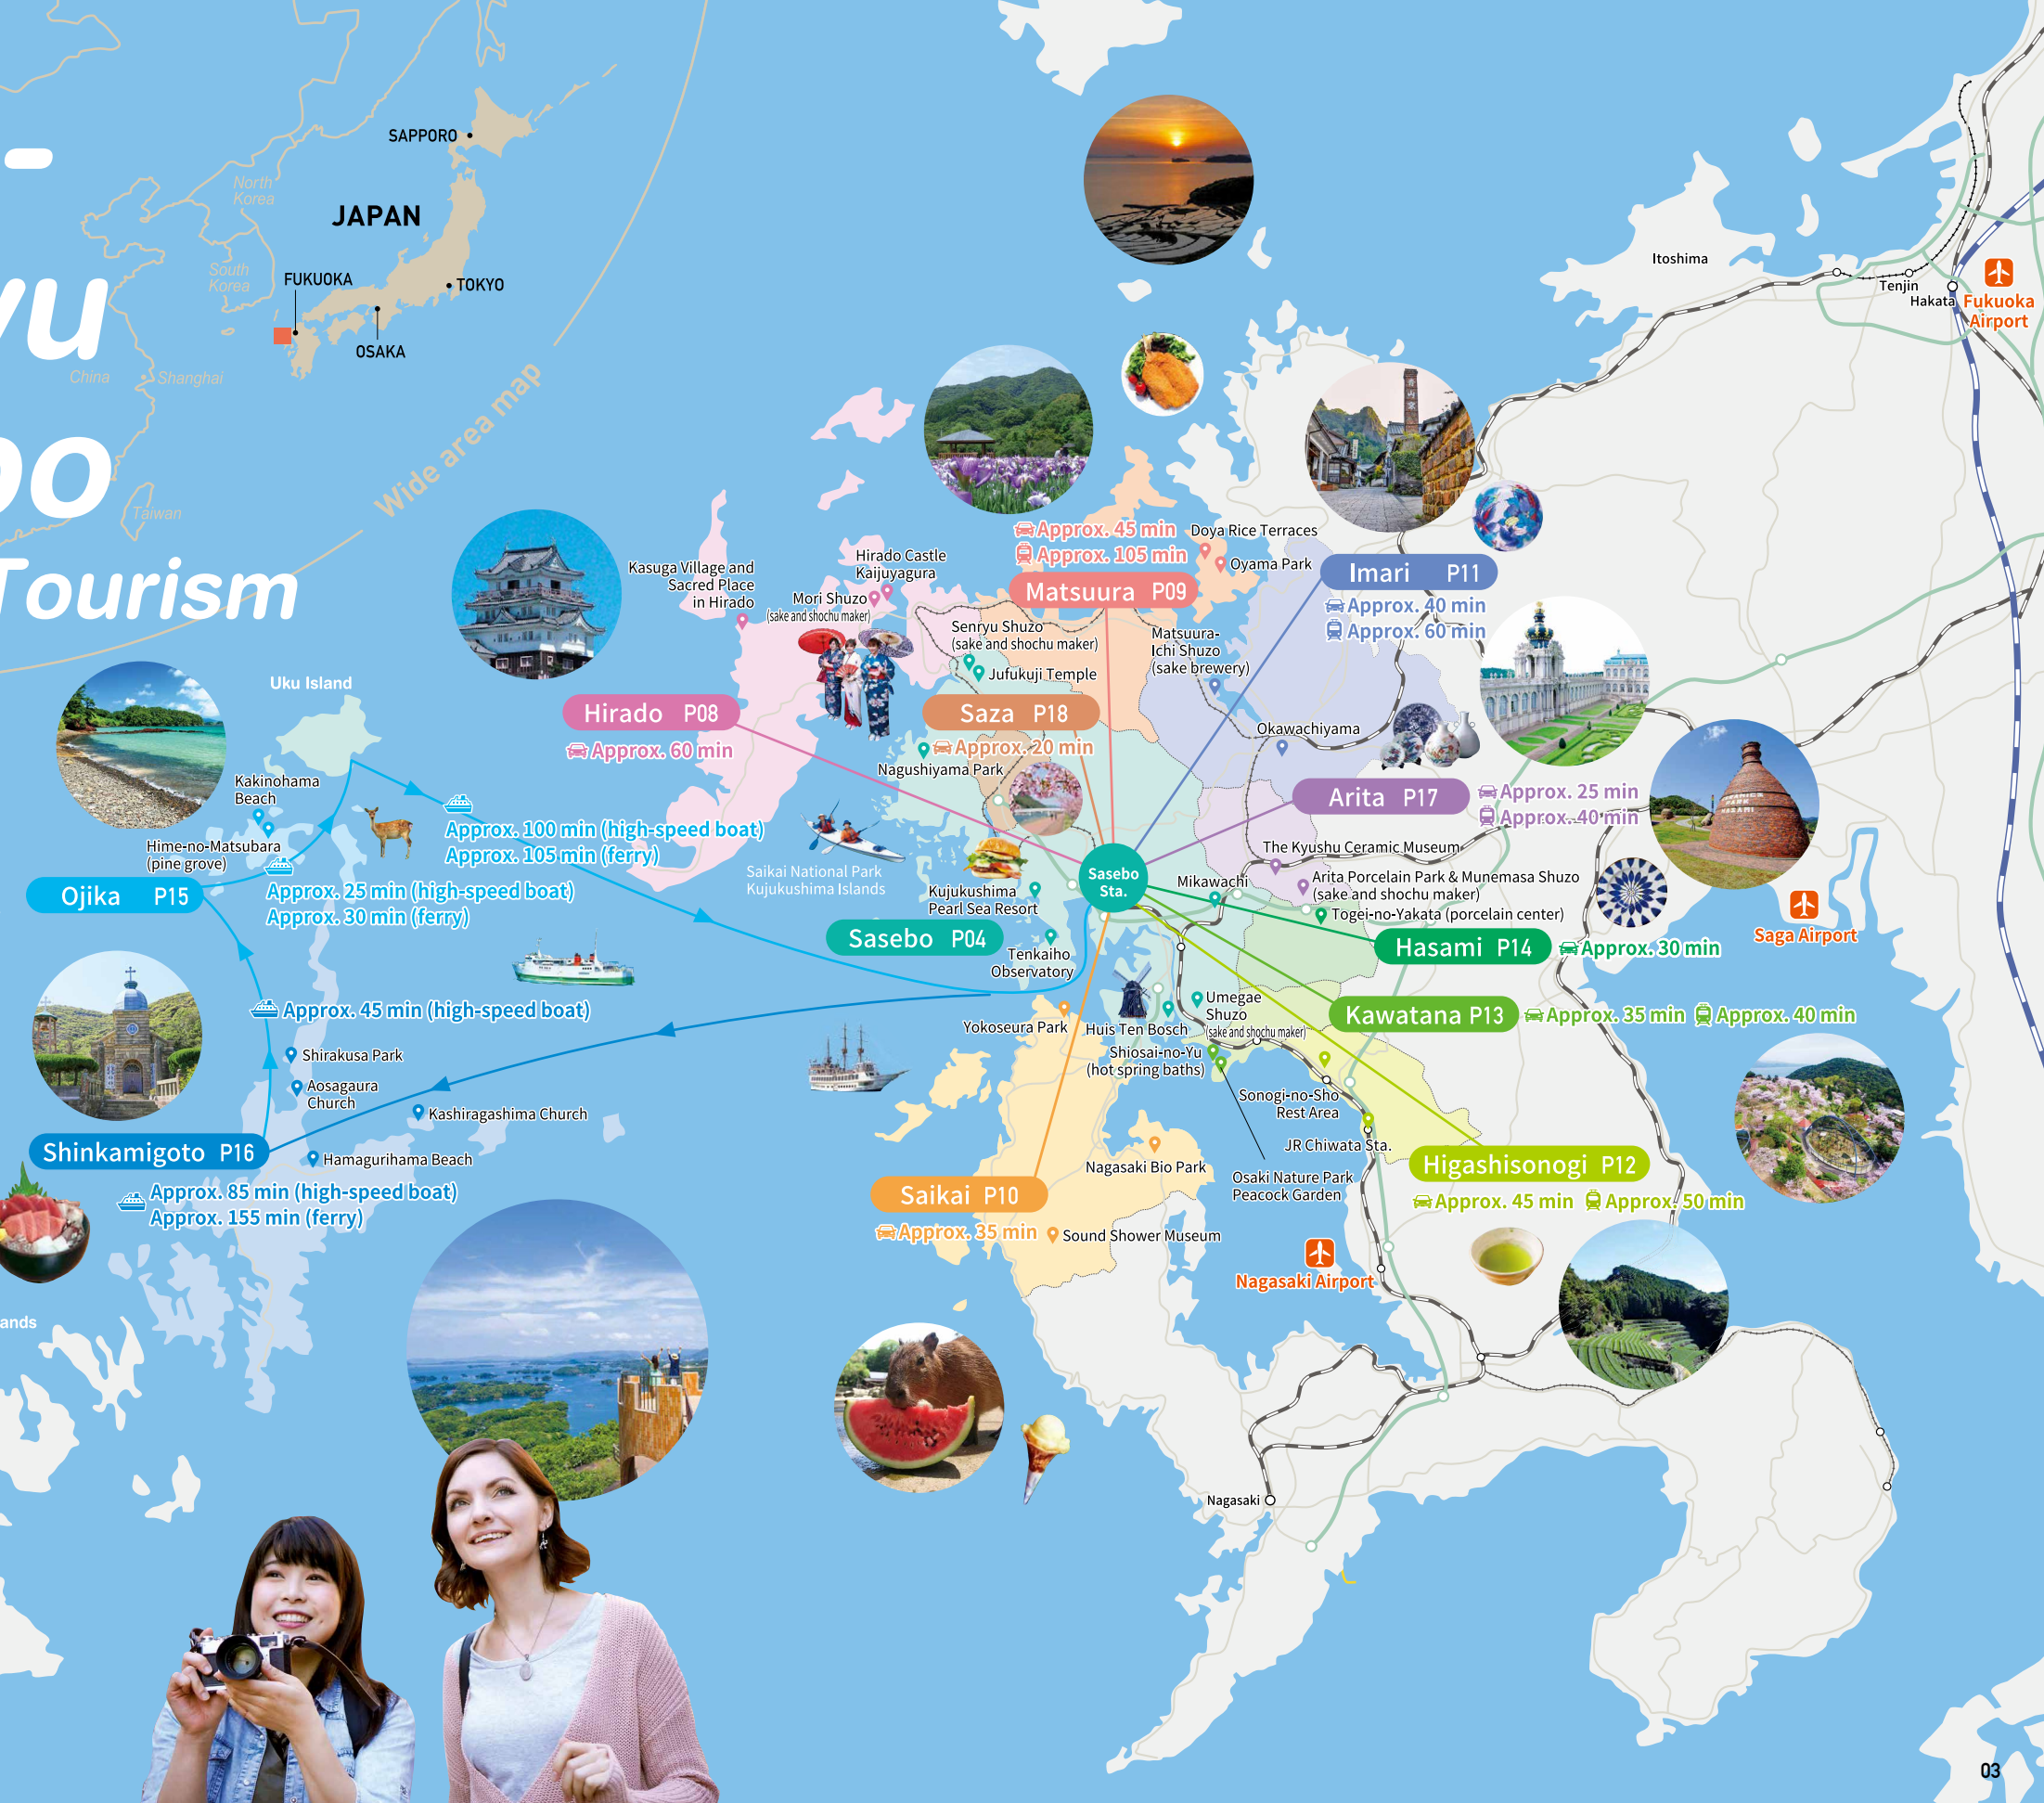 -
yu
oo
Tourism
SAPPORO
North
Korea
JAPAN
South
Korea
FUKUOKA
TOKYO
OSAKA
China
Shanghai
Taiwan
Wide area map
Itoshima
Tenjin
Hakata
Fukuoka
Airport
Approx. 45 min
Approx. 105 min
Matsuura P09
Doya Rice Terraces
Oyama Park
Imari P11
Approx. 40 min
Approx. 60 min
Kasuga Village and
Sacred Place
in Hirado
Hirado Castle
Kaijuyagura
Mori Shuzo
(sake and shochu maker)
Senryu Shuzo
(sake and shochu maker)
Jufukuji Temple
Matsuura-
Ichi Shuzo
(sake brewery)
Uku Island
Hirado P08
Approx. 60 min
Saza P18
Approx. 20 min
Nagushiyama Park
Okawachiyama
Kakinohama
Beach
Hime-no-Matsubara
(pine grove)
Approx. 100 min (high-speed boat)
Approx. 105 min (ferry)
Arita P17
Approx. 25 min
Approx. 40 min
CERAMIC
PARK
HASAMI
The Kyushu Ceramic Museum
Ojika P15
Approx. 25 min (high-speed boat)
Approx. 30 min (ferry)
Saikai National Park
Kujukushima Islands
Kujukushima
Pearl Sea Resort
Sasebo
Sta.
Mikawachi
Arita Porcelain Park & Munemasa Shuzo
(sake and shochu maker)
Togei-no-Yakata (porcelain center)
Saga Airport
Sasebo P04
Tenkaiho
Observatory
Hasami P14
Approx. 30 min
Approx. 45 min (high-speed boat)
Yokoseura Park
Huis Ten Bosch
Umegae
Shuzo
(sake and shochu maker)
Kawatana P13
Approx. 35 min
Approx. 40 min
Shirakusa Park
Aosagaura
Church
Kashiragashima Church
Shiosai-no-Yu
(hot spring baths)
Sonogi-no-Sho
Rest Area
JR Chiwata Sta.
Shinkamigoto P16
Hamagurihama Beach
Approx. 85 min (high-speed boat)
Approx. 155 min (ferry)
Nagasaki Bio Park
Osaki Nature Park
Peacock Garden
Higashisonogi P12
Approx. 45 min
Approx. 50 min
Saikai P10
Approx. 35 min
Sound Shower Museum
Nagasaki Airport
ands
Nagasaki
03